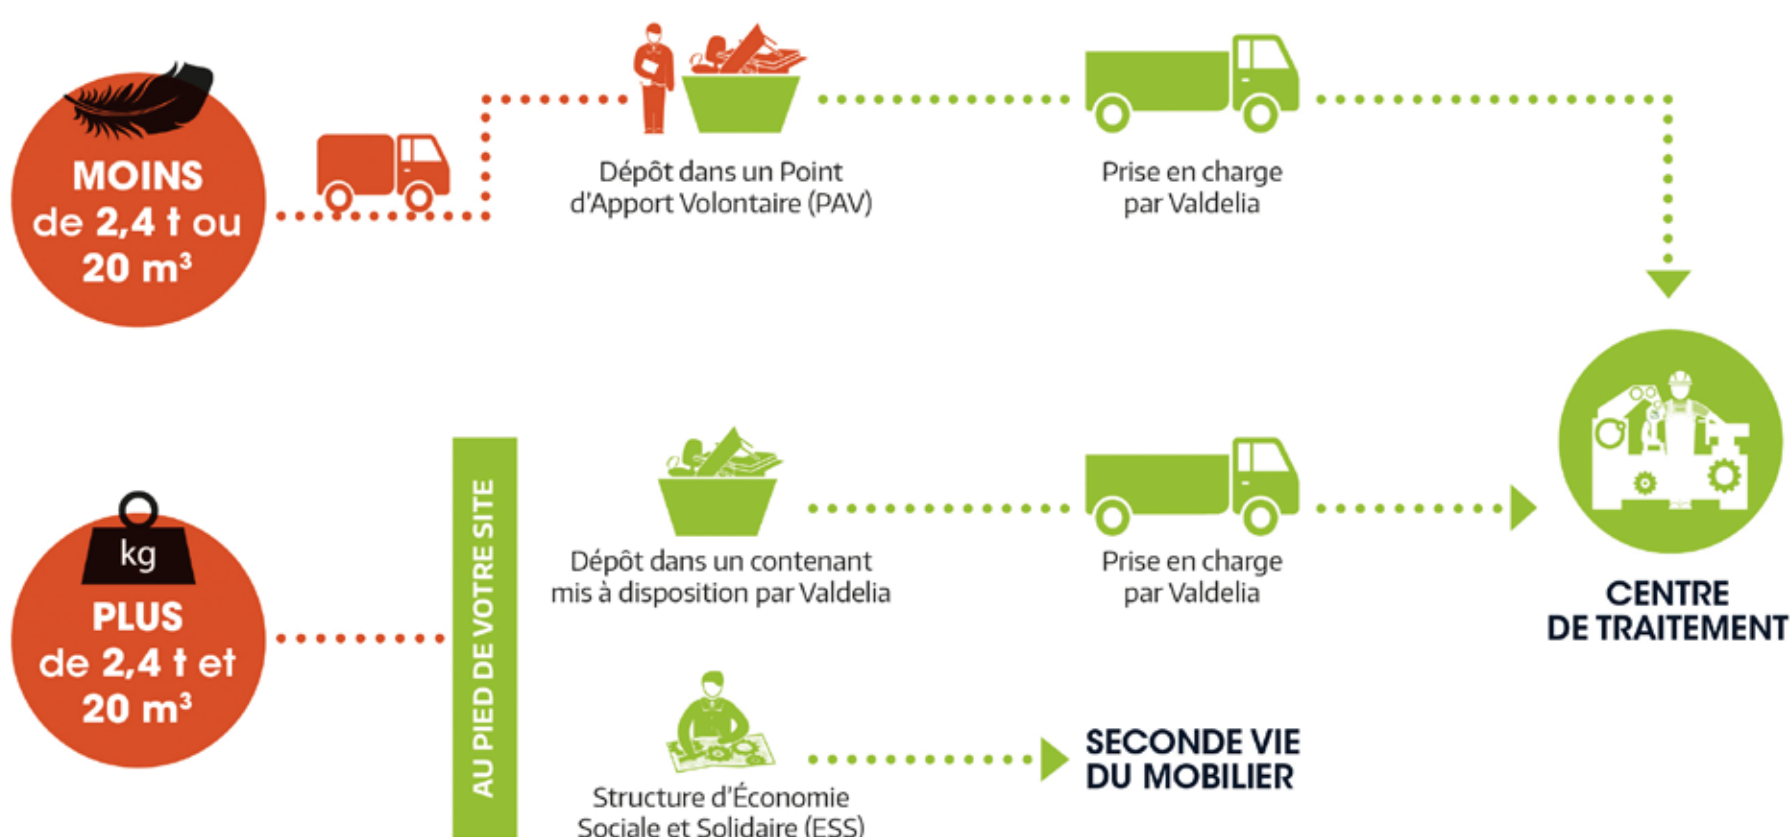 MOINS
de 2,4 t ou
20 m³
Dépôt dans un Point
d'Apport Volontaire (PAV)
Prise en charge
par Valdelia
kg
PLUS
de 2,4 t et
20 m³
AU PIED DE VOTRE SITE
Dépôt dans un contenant
mis à disposition par Valdelia
Prise en charge
par Valdelia
CENTRE
DE TRAITEMENT
Structure d'Économie
Sociale et Solidaire (ESS)
SECONDE VIE
DU MOBILIER